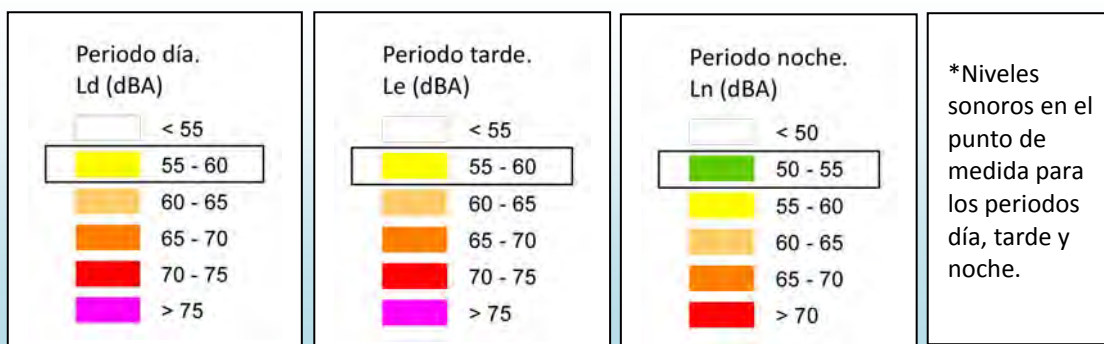 Periodo día.
Ld (dBA)
< 55
55 - 60
60 - 65
65 - 70
70 - 75
> 75
Periodo tarde.
Le (dBA)
< 55
55 - 60
60 - 65
65 - 70
70 - 75
> 75
Periodo noche.
Ln (dBA)
< 50
50 - 55
55 - 60
60 - 65
65 - 70
> 70
*Niveles
sonoros en el
punto de
medida para
los periodos
día, tarde y
noche.